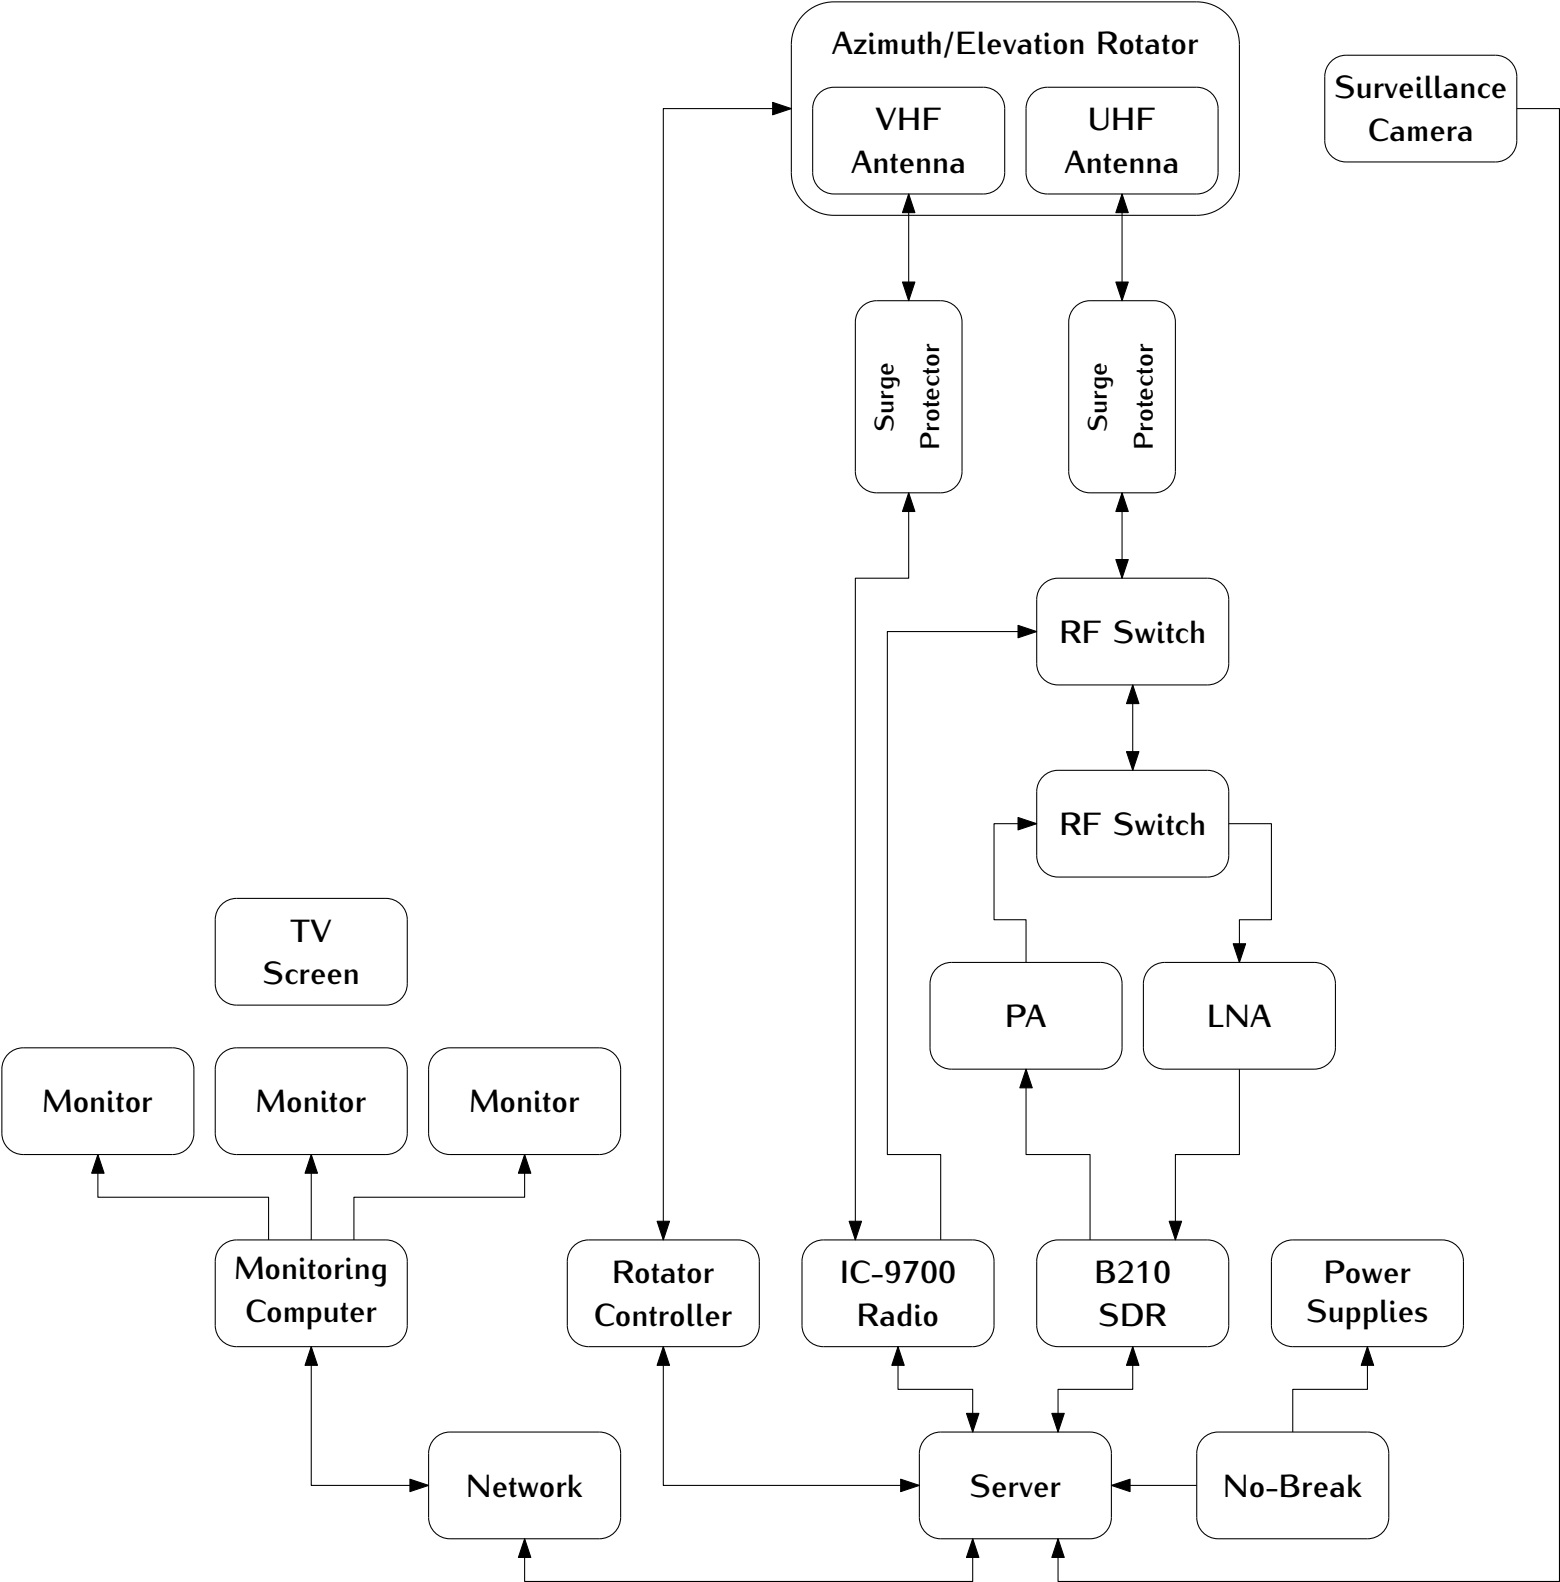 Azimuth/Elevation Rotator
Surveillance
Camera
VHF
Antenna
UHF
Antenna
Surge
Protector
Surge
Protector
RF Switch
RF Switch
TV
Screen
PA
LNA
Monitor
Monitor
Monitor
Monitoring
Computer
Rotator
Controller
IC-9700
Radio
B210
SDR
Power
Supplies
Network
Server
No-Break